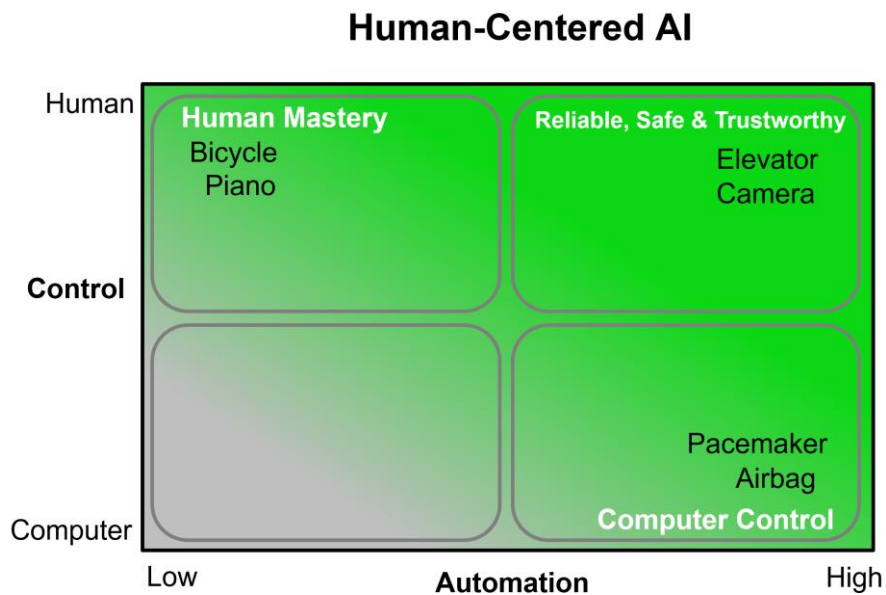 Human-Centered AI
Human
Human Mastery
Reliable, Safe & Trustworthy
Bicycle
Piano
Elevator
Camera
Control
Pacemaker
Airbag
Computer
Computer Control
Low
Automation
High